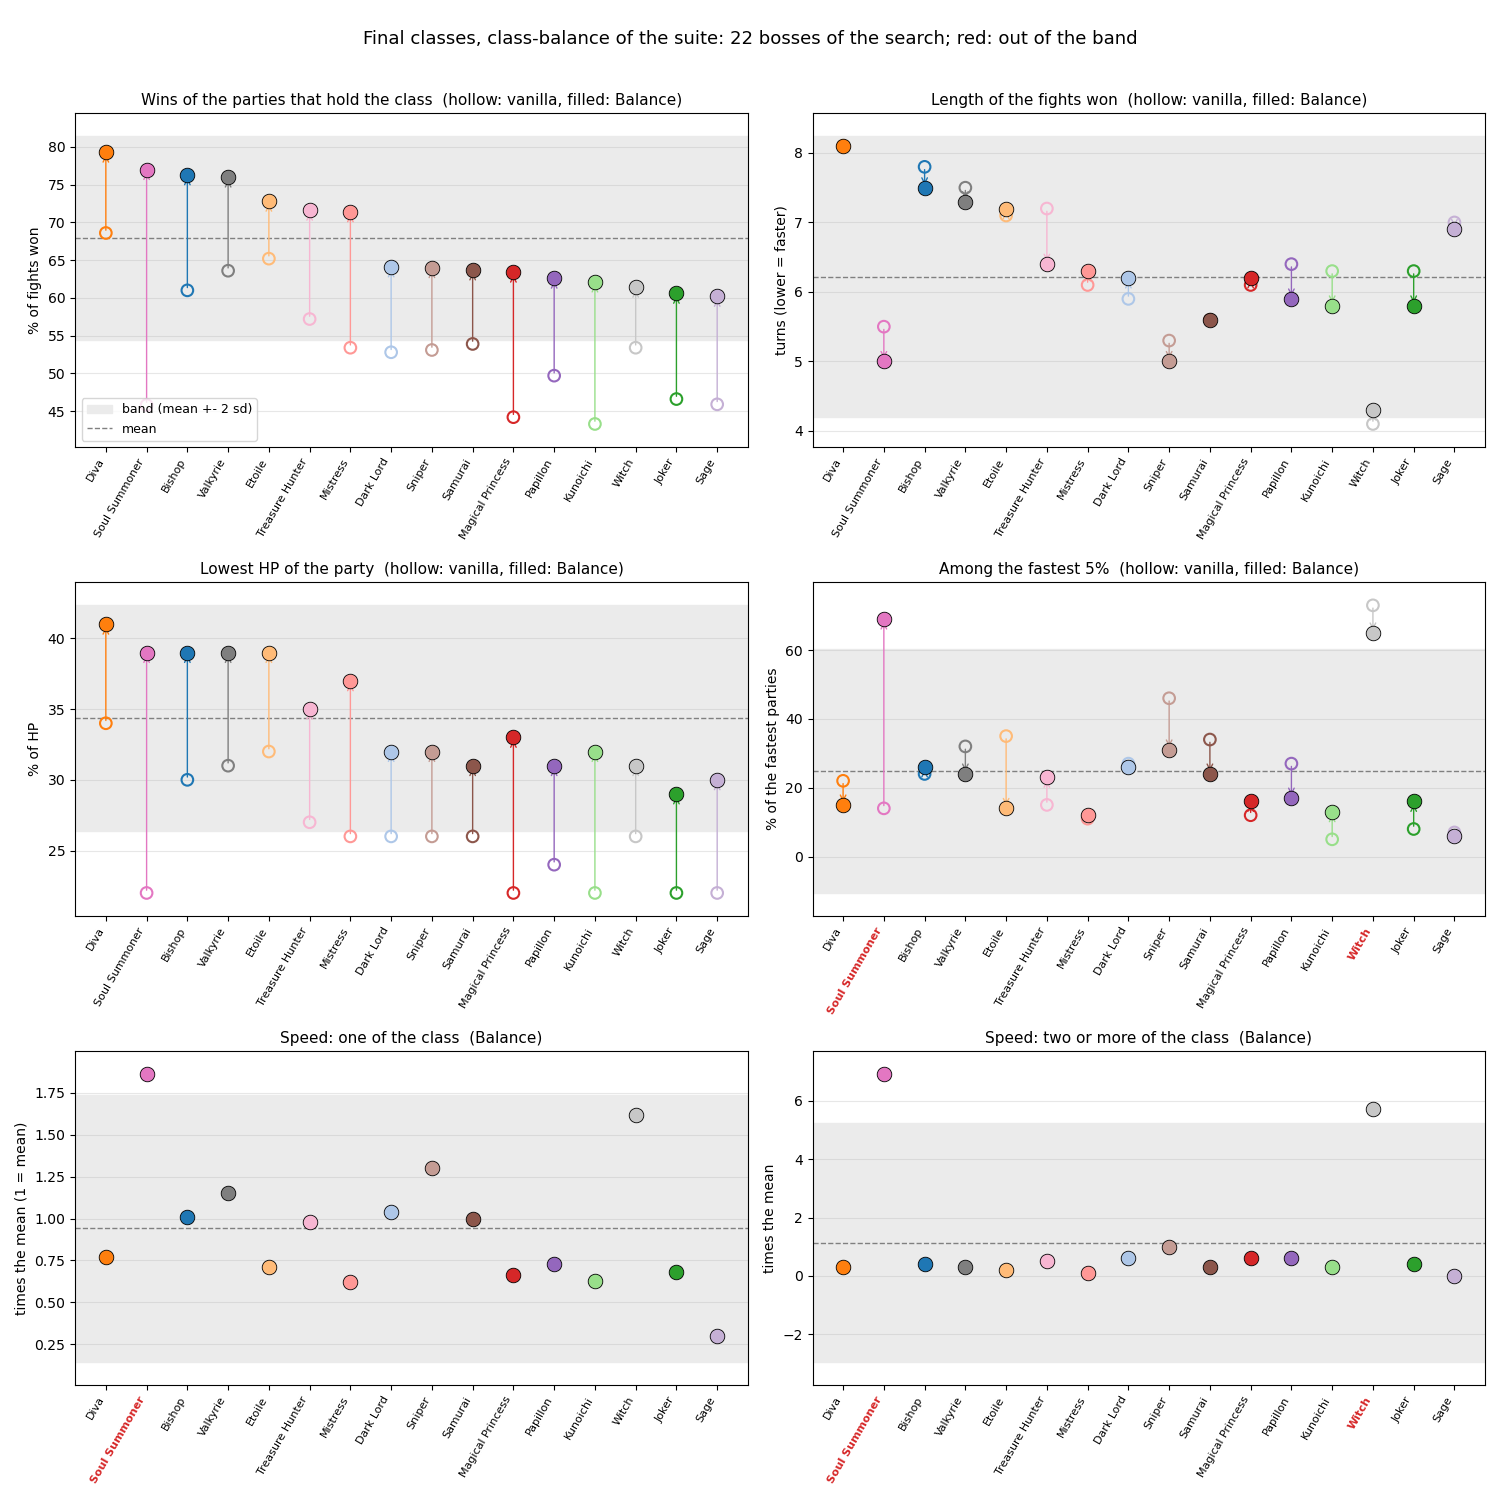 Final classes, class-balance of the suite: 22 bosses of the search; red: out of the band
Wins of the parties that hold the class  (hollow: vanilla, filled: Balance)
% of fights won
80
75
70
65
60
55
50
45
band (mean +- 2 sd)
mean
Diva
Soul Summoner
Bishop
Valkyrie
Etoile
Treasure Hunter
Mistress
Dark Lord
Sniper
Samurai
Magical Princess
Papillon
Kunoichi
Witch
Joker
Sage
Length of the fights won  (hollow: vanilla, filled: Balance)
turns (lower = faster)
8
7
6
5
4
Diva
Soul Summoner
Bishop
Valkyrie
Etoile
Treasure Hunter
Mistress
Dark Lord
Sniper
Samurai
Magical Princess
Papillon
Kunoichi
Witch
Joker
Sage
Lowest HP of the party  (hollow: vanilla, filled: Balance)
% of HP
40
35
30
25
Diva
Soul Summoner
Bishop
Valkyrie
Etoile
Treasure Hunter
Mistress
Dark Lord
Sniper
Samurai
Magical Princess
Papillon
Kunoichi
Witch
Joker
Sage
Among the fastest 5%  (hollow: vanilla, filled: Balance)
% of the fastest parties
60
40
20
0
Diva
Soul Summoner
Bishop
Valkyrie
Etoile
Treasure Hunter
Mistress
Dark Lord
Sniper
Samurai
Magical Princess
Papillon
Kunoichi
Witch
Joker
Sage
Speed: one of the class  (Balance)
times the mean (1 = mean)
1.75
1.50
1.25
1.00
0.75
0.50
0.25
Diva
Soul Summoner
Bishop
Valkyrie
Etoile
Treasure Hunter
Mistress
Dark Lord
Sniper
Samurai
Magical Princess
Papillon
Kunoichi
Witch
Joker
Sage
Speed: two or more of the class  (Balance)
times the mean
6
4
2
0
−2
Diva
Soul Summoner
Bishop
Valkyrie
Etoile
Treasure Hunter
Mistress
Dark Lord
Sniper
Samurai
Magical Princess
Papillon
Kunoichi
Witch
Joker
Sage